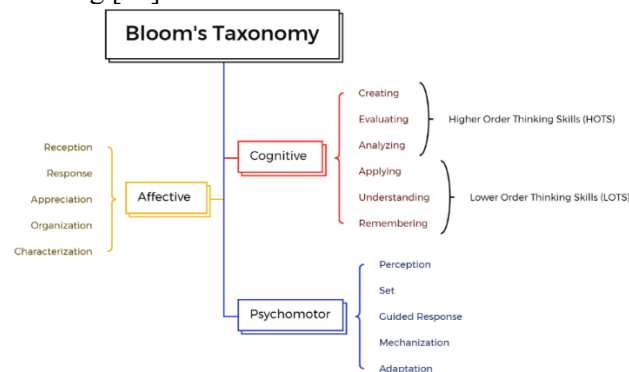 Bloom's Taxonomy
Creating
Evaluating
Analyzing
Higher Order Thinking Skills (HOTS)
Cognitive
Applying
Understanding
Remembering
Lower Order Thinking Skills (LOTS)
Reception
Response
Appreciation
Organization
Characterization
Affective
Psychomotor
Perception
Set
Guided Response
Mechanization
Adaptation